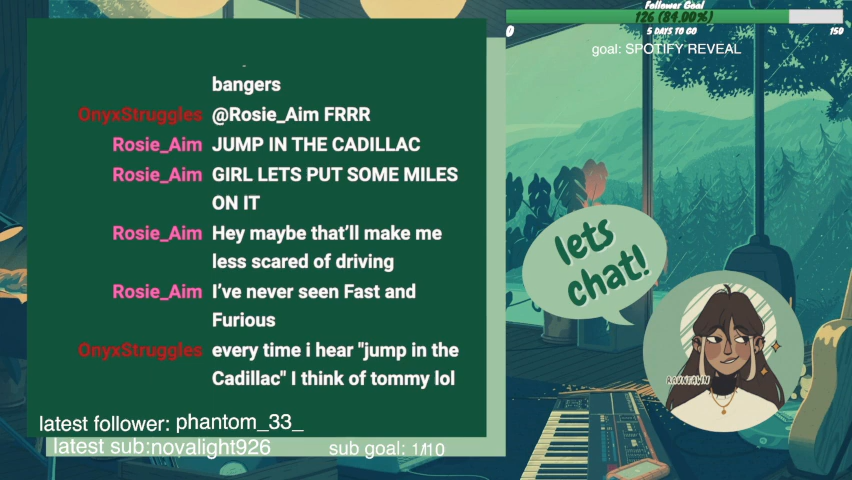 Follower Goal
126 (84.00%)
0
5 DAYS TO GO
150
goal: SPOTIFY REVEAL
bangers
OnyxStruggles @Rosie_Aim FRRR
Rosie_Aim JUMP IN THE CADILLAC
Rosie_Aim GIRL LETS PUT SOME MILES
ON IT
Rosie_Aim Hey maybe that’ll make me
less scared of driving
Rosie_Aim I’ve never seen Fast and
Furious
OnyxStruggles every time i hear "jump in the
Cadillac" I think of tommy lol
lets
chat!
latest follower: phantom_33_
latest sub:novalight926
sub goal: 1/10